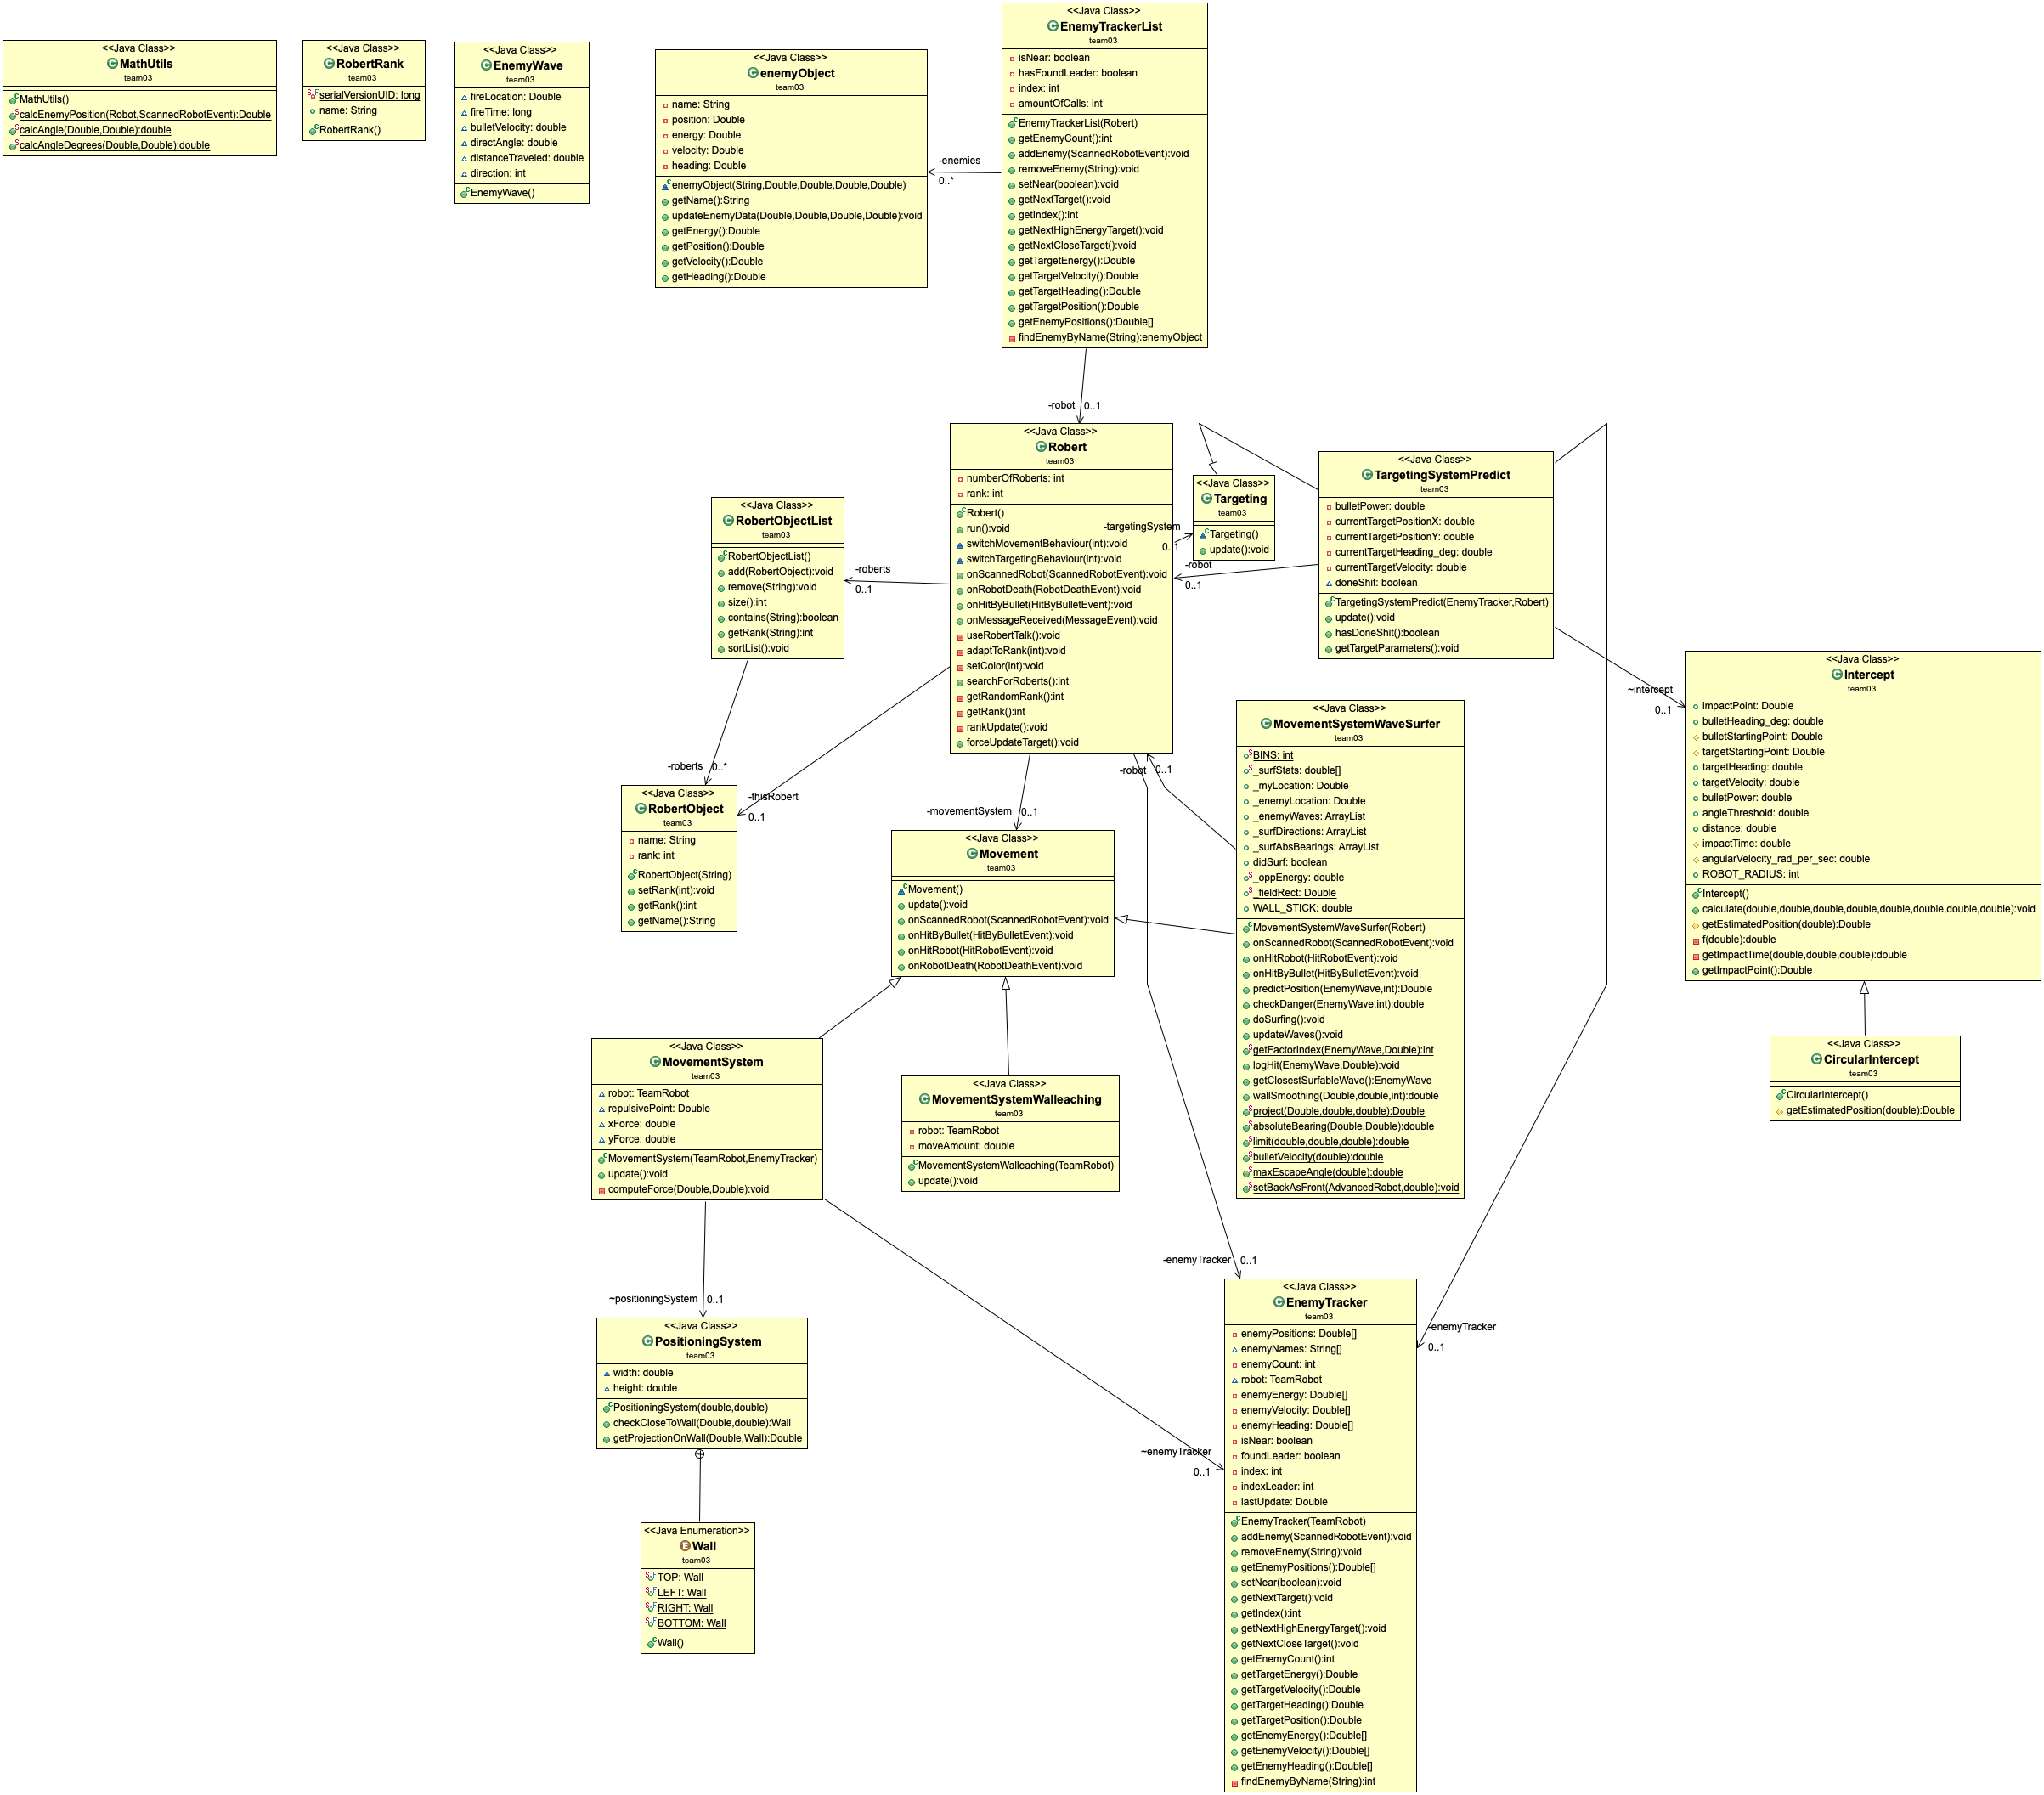 <<Java Class>>
MathUtils
team03
MathUtils()
calcEnemyPosition(Robot,ScannedRobotEvent):Double
calcAngle(Double,Double):double
calcAngleDegrees(Double,Double):double
<<Java Class>>
RobertRank
team03
serialVersionUID: long
name: String
RobertRank()
<<Java Class>>
EnemyWave
team03
fireLocation: Double
fireTime: long
bulletVelocity: double
directAngle: double
distanceTraveled: double
direction: int
EnemyWave()
<<Java Class>>
enemyObject
team03
name: String
position: Double
energy: Double
velocity: Double
heading: Double
enemyObject(String,Double,Double,Double,Double)
getName():String
updateEnemyData(Double,Double,Double,Double):void
getEnergy():Double
getPosition():Double
getVelocity():Double
getHeading():Double
-enemies
0..*
<<Java Class>>
EnemyTrackerList
team03
isNear: boolean
hasFoundLeader: boolean
index: int
amountOfCalls: int
EnemyTrackerList(Robert)
getEnemyCount():int
addEnemy(ScannedRobotEvent):void
removeEnemy(String):void
setNear(boolean):void
getNextTarget():void
getIndex():int
getNextHighEnergyTarget():void
getNextCloseTarget():void
getTargetEnergy():Double
getTargetVelocity():Double
getTargetHeading():Double
getTargetPosition():Double
getEnemyPositions():Double[]
findEnemyByName(String):enemyObject
-robot
0..1
<<Java Class>>
Robert
team03
numberOfRoberts: int
rank: int
Robert()
run():void
switchMovementBehaviour(int):void
switchTargetingBehaviour(int):void
onScannedRobot(ScannedRobotEvent):void
onRobotDeath(RobotDeathEvent):void
onHitByBullet(HitByBulletEvent):void
onMessageReceived(MessageEvent):void
useRobertTalk():void
adaptToRank(int):void
setColor(int):void
searchForRoberts():int
getRandomRank():int
getRank():int
rankUpdate():void
forceUpdateTarget():void
-targetingSystem
0..1
<<Java Class>>
Targeting
team03
Targeting()
update():void
-robot
0..1
<<Java Class>>
TargetingSystemPredict
team03
bulletPower: double
currentTargetPositionX: double
currentTargetPositionY: double
currentTargetHeading_deg: double
currentTargetVelocity: double
doneShit: boolean
TargetingSystemPredict(EnemyTracker,Robert)
update():void
hasDoneShit():boolean
getTargetParameters():void
<<Java Class>>
RobertObjectList
team03
RobertObjectList()
add(RobertObject):void
remove(String):void
size():int
contains(String):boolean
getRank(String):int
sortList():void
-roberts
0..1
-roberts
0..*
<<Java Class>>
RobertObject
team03
name: String
rank: int
RobertObject(String)
setRank(int):void
getRank():int
getName():String
-thisRobert
0..1
-movementSystem
0..1
-robot
0..1
<<Java Class>>
Movement
team03
Movement()
update():void
onScannedRobot(ScannedRobotEvent):void
onHitByBullet(HitByBulletEvent):void
onHitRobot(HitRobotEvent):void
onRobotDeath(RobotDeathEvent):void
<<Java Class>>
MovementSystemWaveSurfer
team03
BINS: int
_surfStats: double[]
_myLocation: Double
_enemyLocation: Double
_enemyWaves: ArrayList
_surfDirections: ArrayList
_surfAbsBearings: ArrayList
didSurf: boolean
_oppEnergy: double
_fieldRect: Double
WALL_STICK: double
MovementSystemWaveSurfer(Robert)
onScannedRobot(ScannedRobotEvent):void
onHitRobot(HitRobotEvent):void
onHitByBullet(HitByBulletEvent):void
predictPosition(EnemyWave,int):Double
checkDanger(EnemyWave,int):double
doSurfing():void
updateWaves():void
getFactorIndex(EnemyWave,Double):int
logHit(EnemyWave,Double):void
getClosestSurfableWave():EnemyWave
wallSmoothing(Double,double,int):double
project(Double,double,double):Double
absoluteBearing(Double,Double):double
limit(double,double,double):double
bulletVelocity(double):double
maxEscapeAngle(double):double
setBackAsFront(AdvancedRobot,double):void
~intercept
0..1
<<Java Class>>
Intercept
team03
impactPoint: Double
bulletHeading_deg: double
bulletStartingPoint: Double
targetStartingPoint: Double
targetHeading: double
targetVelocity: double
bulletPower: double
angleThreshold: double
distance: double
impactTime: double
angularVelocity_rad_per_sec: double
ROBOT_RADIUS: int
Intercept()
calculate(double,double,double,double,double,double,double,double):void
getEstimatedPosition(double):Double
f(double):double
getImpactTime(double,double,double):double
getImpactPoint():Double
<<Java Class>>
CircularIntercept
team03
CircularIntercept()
getEstimatedPosition(double):Double
<<Java Class>>
MovementSystem
team03
robot: TeamRobot
repulsivePoint: Double
xForce: double
yForce: double
MovementSystem(TeamRobot,EnemyTracker)
update():void
computeForce(Double,Double):void
<<Java Class>>
MovementSystemWalleaching
team03
robot: TeamRobot
moveAmount: double
MovementSystemWalleaching(TeamRobot)
update():void
~positioningSystem
0..1
<<Java Class>>
PositioningSystem
team03
width: double
height: double
PositioningSystem(double,double)
checkCloseToWall(Double,double):Wall
getProjectionOnWall(Double,Wall):Double
<<Java Enumeration>>
Wall
team03
TOP: Wall
LEFT: Wall
RIGHT: Wall
BOTTOM: Wall
Wall()
-enemyTracker
0..1
-enemyTracker
0..1
~enemyTracker
0..1
<<Java Class>>
EnemyTracker
team03
enemyPositions: Double[]
enemyNames: String[]
enemyCount: int
robot: TeamRobot
enemyEnergy: Double[]
enemyVelocity: Double[]
enemyHeading: Double[]
isNear: boolean
foundLeader: boolean
index: int
indexLeader: int
lastUpdate: Double
EnemyTracker(TeamRobot)
addEnemy(ScannedRobotEvent):void
removeEnemy(String):void
getEnemyPositions():Double[]
setNear(boolean):void
getNextTarget():void
getIndex():int
getNextHighEnergyTarget():void
getNextCloseTarget():void
getEnemyCount():int
getTargetEnergy():Double
getTargetVelocity():Double
getTargetHeading():Double
getTargetPosition():Double
getEnemyEnergy():Double[]
getEnemyVelocity():Double[]
getEnemyHeading():Double[]
findEnemyByName(String):int